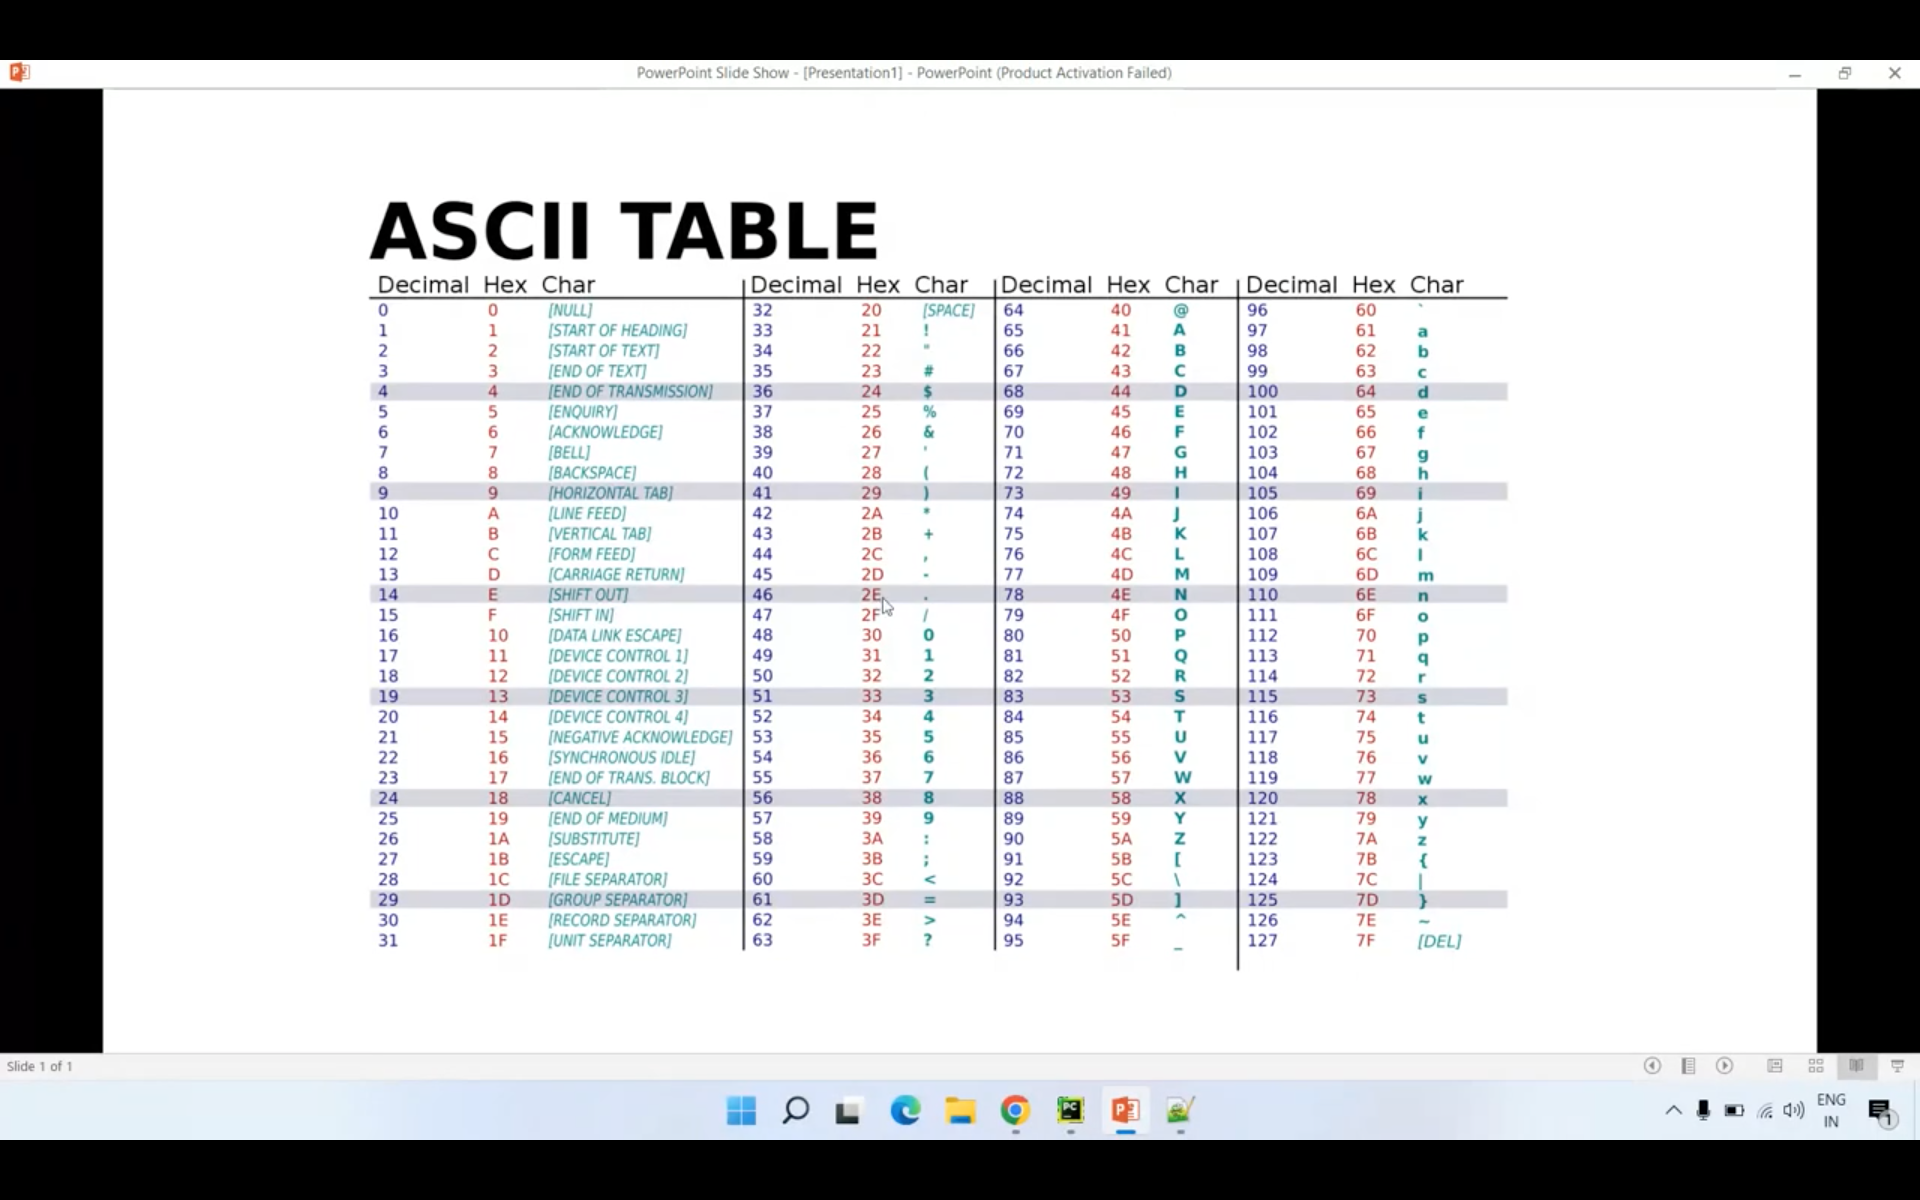 PowerPoint Slide Show - [Presentation1] - PowerPoint (Product Activation Failed)
ASCII TABLE
Decimal Hex Char Decimal Hex Char Decimal Hex Char Decimal Hex Char
0 0 [NULL] 32 20 [SPACE] 64 40 @ 96 60 `
1 1 [START OF HEADING] 33 21 ! 65 41 A 97 61 a
2 2 [START OF TEXT] 34 22 " 66 42 B 98 62 b
3 3 [END OF TEXT] 35 23 # 67 43 C 99 63 c
4 4 [END OF TRANSMISSION] 36 24 $ 68 44 D 100 64 d
5 5 [ENQUIRY] 37 25 % 69 45 E 101 65 e
6 6 [ACKNOWLEDGE] 38 26 & 70 46 F 102 66 f
7 7 [BELL] 39 27 ' 71 47 G 103 67 g
8 8 [BACKSPACE] 40 28 ( 72 48 H 104 68 h
9 9 [HORIZONTAL TAB] 41 29 ) 73 49 I 105 69 i
10 A [LINE FEED] 42 2A * 74 4A J 106 6A j
11 B [VERTICAL TAB] 43 2B + 75 4B K 107 6B k
12 C [FORM FEED] 44 2C , 76 4C L 108 6C l
13 D [CARRIAGE RETURN] 45 2D - 77 4D M 109 6D m
14 E [SHIFT OUT] 46 2E . 78 4E N 110 6E n
15 F [SHIFT IN] 47 2F / 79 4F O 111 6F o
16 10 [DATA LINK ESCAPE] 48 30 0 80 50 P 112 70 p
17 11 [DEVICE CONTROL 1] 49 31 1 81 51 Q 113 71 q
18 12 [DEVICE CONTROL 2] 50 32 2 82 52 R 114 72 r
19 13 [DEVICE CONTROL 3] 51 33 3 83 53 S 115 73 s
20 14 [DEVICE CONTROL 4] 52 34 4 84 54 T 116 74 t
21 15 [NEGATIVE ACKNOWLEDGE] 53 35 5 85 55 U 117 75 u
22 16 [SYNCHRONOUS IDLE] 54 36 6 86 56 V 118 76 v
23 17 [END OF TRANS. BLOCK] 55 37 7 87 57 W 119 77 w
24 18 [CANCEL] 56 38 8 88 58 X 120 78 x
25 19 [END OF MEDIUM] 57 39 9 89 59 Y 121 79 y
26 1A [SUBSTITUTE] 58 3A : 90 5A Z 122 7A z
27 1B [ESCAPE] 59 3B ; 91 5B [ 123 7B {
28 1C [FILE SEPARATOR] 60 3C < 92 5C \ 124 7C |
29 1D [GROUP SEPARATOR] 61 3D = 93 5D ] 125 7D }
30 1E [RECORD SEPARATOR] 62 3E > 94 5E ^ 126 7E ~
31 1F [UNIT SEPARATOR] 63 3F ? 95 5F _ 127 7F [DEL]
Slide 1 of 1
PC
ENG
IN
1